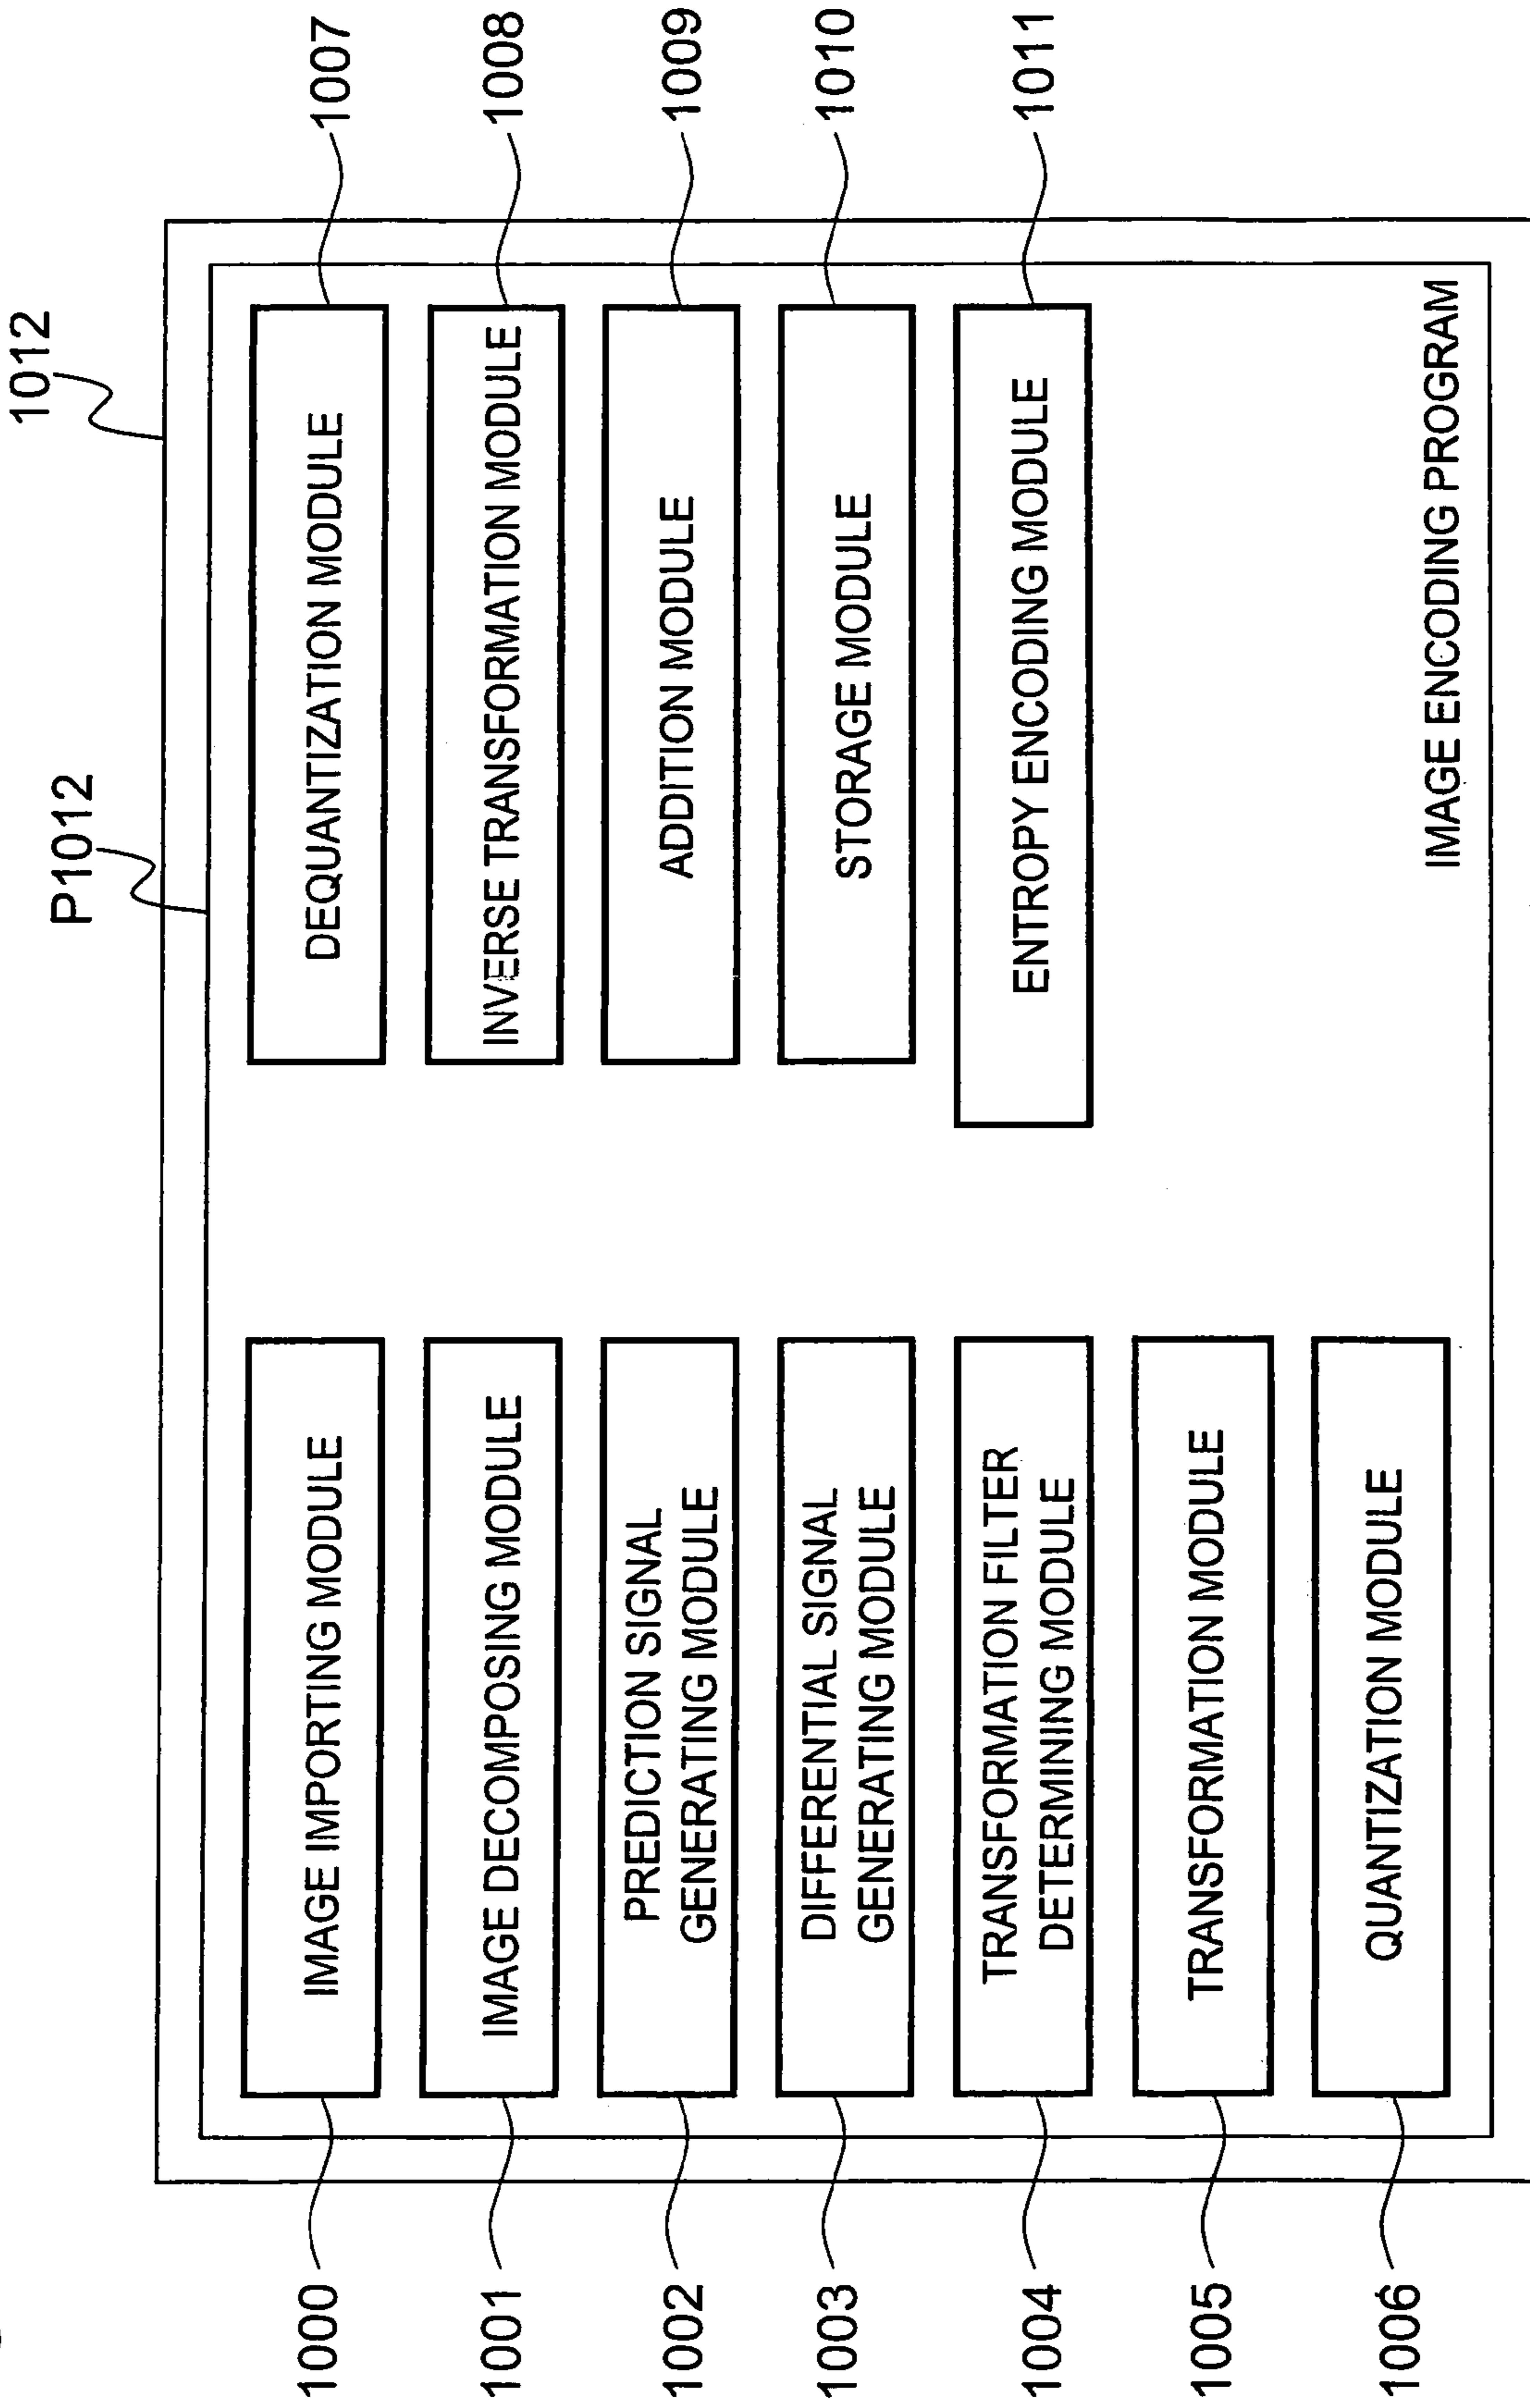 1012
P1012
1000
IMAGE IMPORTING MODULE
1001
IMAGE DECOMPOSING MODULE
1002
PREDICTION SIGNAL
GENERATING MODULE
1003
DIFFERENTIAL SIGNAL
GENERATING MODULE
1004
TRANSFORMATION FILTER
DETERMINING MODULE
1005
TRANSFORMATION MODULE
1006
QUANTIZATION MODULE
DEQUANTIZATION MODULE
1007
INVERSE TRANSFORMATION MODULE
1008
ADDITION MODULE
1009
STORAGE MODULE
1010
ENTROPY ENCODING MODULE
1011
IMAGE ENCODING PROGRAM